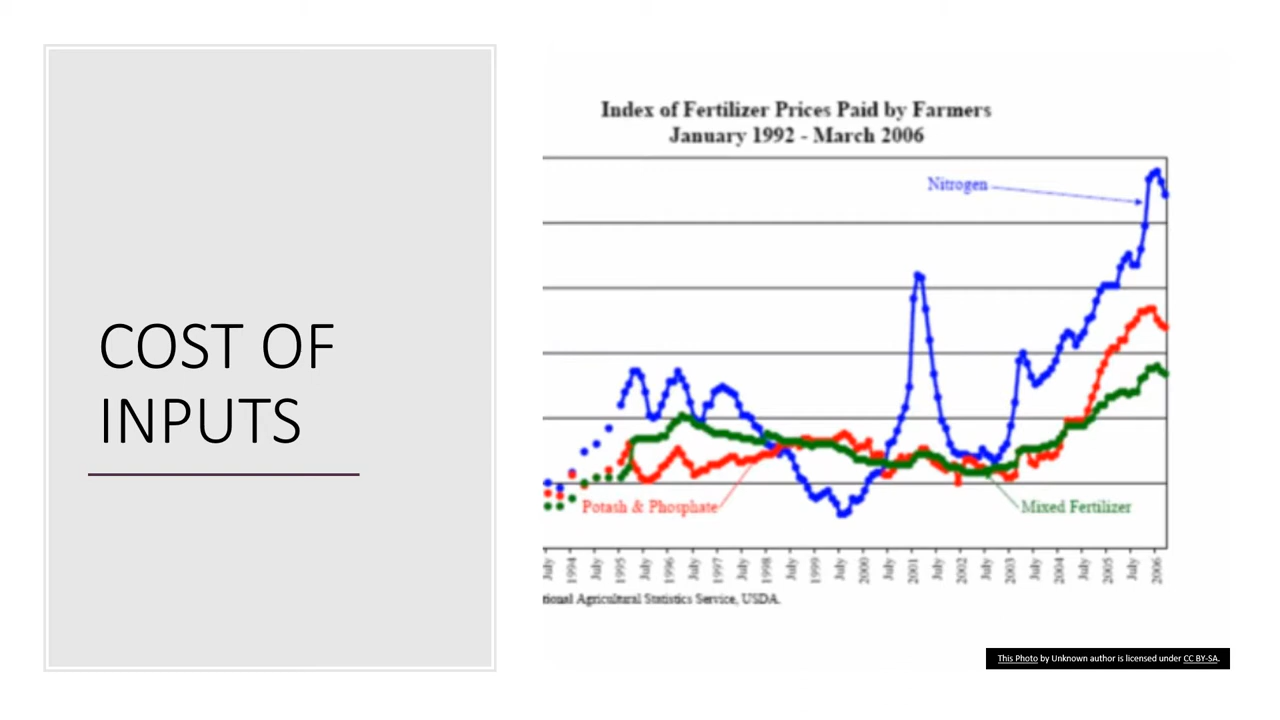 COST OF
INPUTS
Index of Fertilizer Prices Paid by Farmers
January 1992 - March 2006
Nitrogen
Potash & Phosphate
Mixed Fertilizer
July 1994 July 1995 July 1996 July 1997 July 1998 July 1999 July 2000 July 2001 July 2002 July 2003 July 2004 July 2005 July 2006
tional Agricultural Statistics Service, USDA.
This Photo by Unknown author is licensed under CC BY-SA.